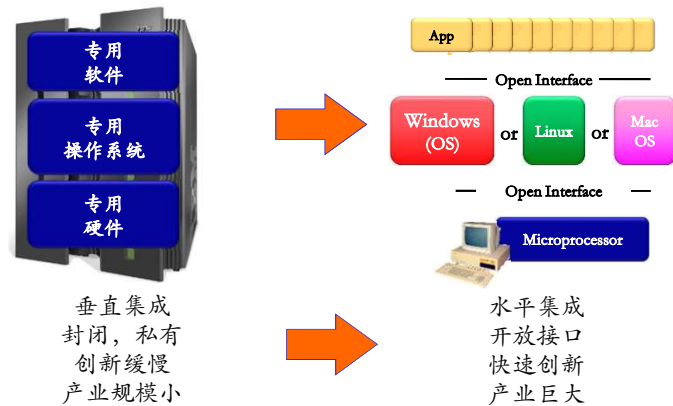 专用
软件
专用
操作系统
专用
硬件
App
Open Interface
Windows
(OS)
or
Linux
or
Mac
OS
Open Interface
Microprocessor
垂直集成
封闭，私有
创新缓慢
产业规模小
水平集成
开放接口
快速创新
产业巨大